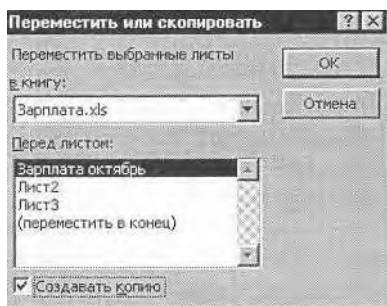 Переместить или скопировать
Переместить выбранные листы
в книгу:
Зарплата.xls
Перед листом:
Зарплата октябрь
Лист2
Лист3
(переместить в конец)
Создавать копию
ОК
Отмена